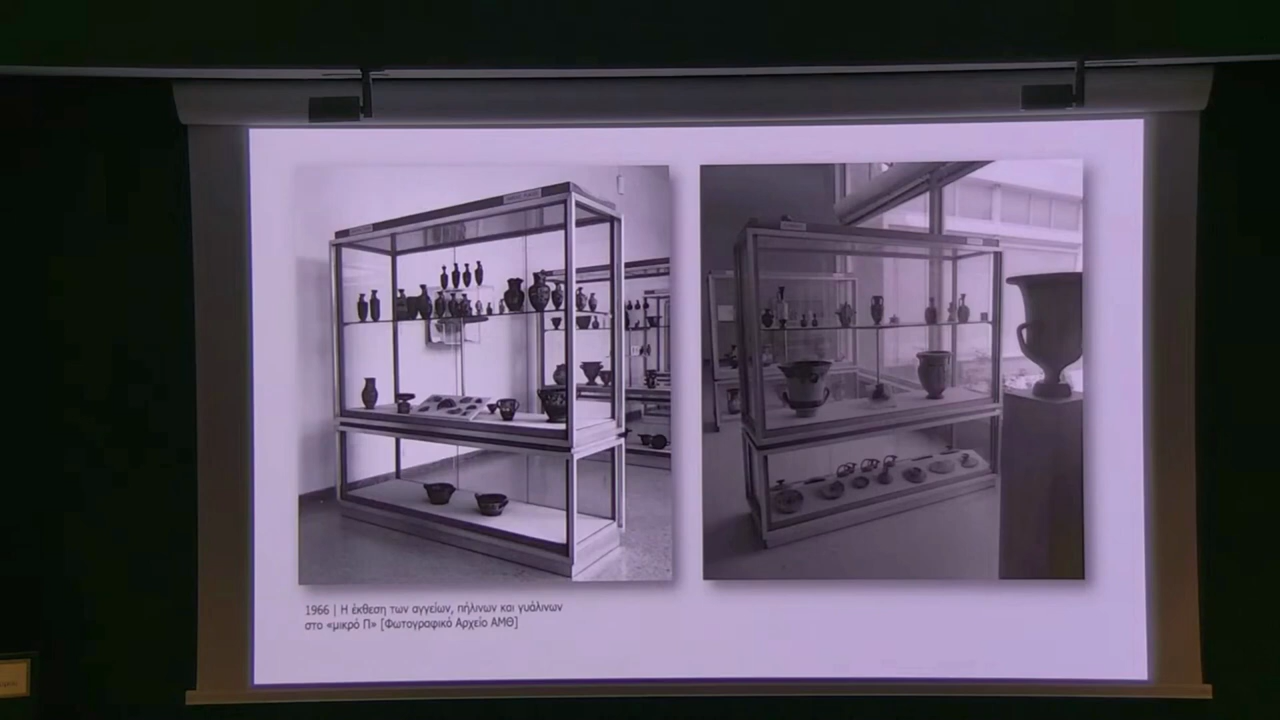 1966 | Η έκθεση των αγγείων, πήλινων και γυάλινων
στο «μικρό Π» [Φωτογραφικό Αρχείο ΑΜΘ]